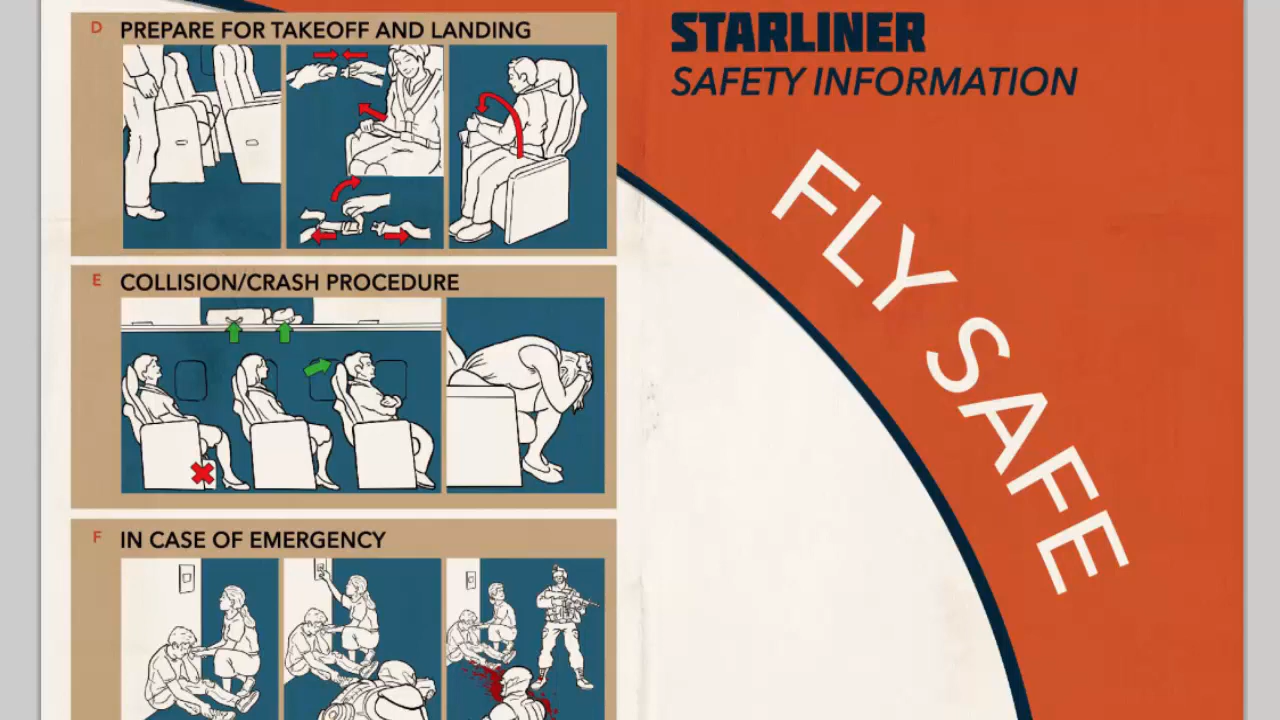 D PREPARE FOR TAKEOFF AND LANDING
E COLLISION/CRASH PROCEDURE
F IN CASE OF EMERGENCY
STARLINER
SAFETY INFORMATION
FLY SAFE